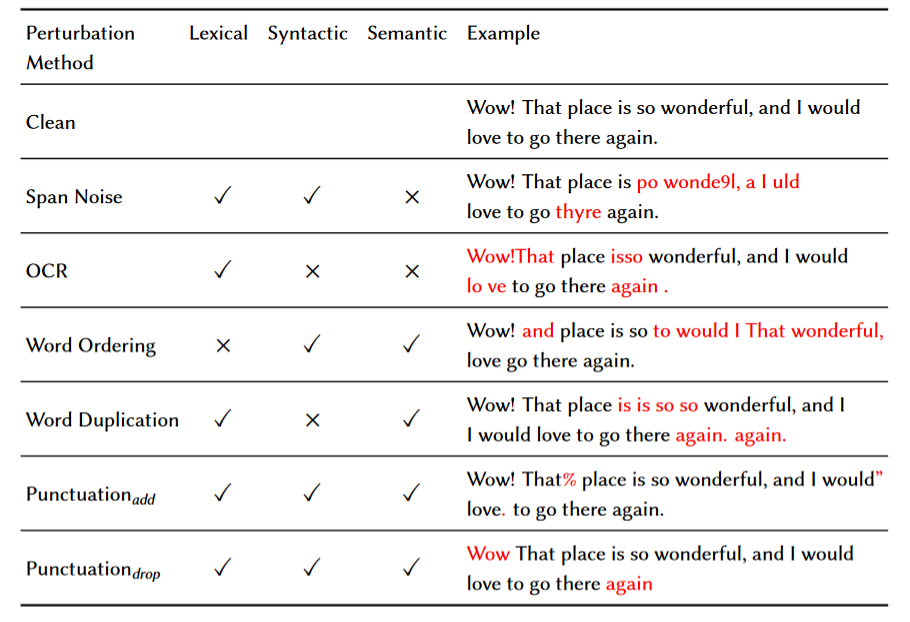 Perturbation Method Lexical Syntactic Semantic Example
Clean Wow! That place is so wonderful, and I would
love to go there again.
Span Noise ✓ ✓ × Wow! That place is po wonde9l, a I uld
love to go thyre again.
OCR ✓ × × Wow!That place isso wonderful, and I would
lo ve to go there again .
Word Ordering × ✓ ✓ Wow! and place is so to would I That wonderful,
love go there again.
Word Duplication ✓ × ✓ Wow! That place is is so so wonderful, and I
I would love to go there again. again.
Punctuationadd ✓ ✓ ✓ Wow! That% place is so wonderful, and I would”
love. to go there again.
Punctuationdrop ✓ ✓ ✓ Wow That place is so wonderful, and I would
love to go there again